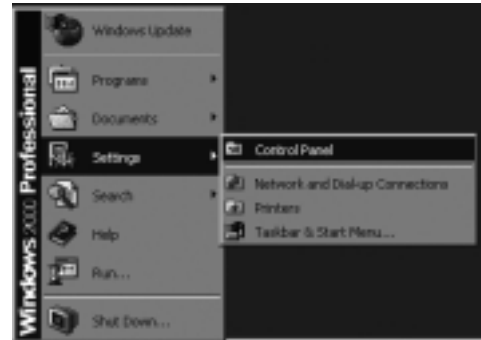 Windows 2000 Professional
Windows Update
Programs
Documents
Settings
Search
Help
Run...
Shut Down...
Control Panel
Network and Dial-up Connections
Printers
Taskbar & Start Menu...